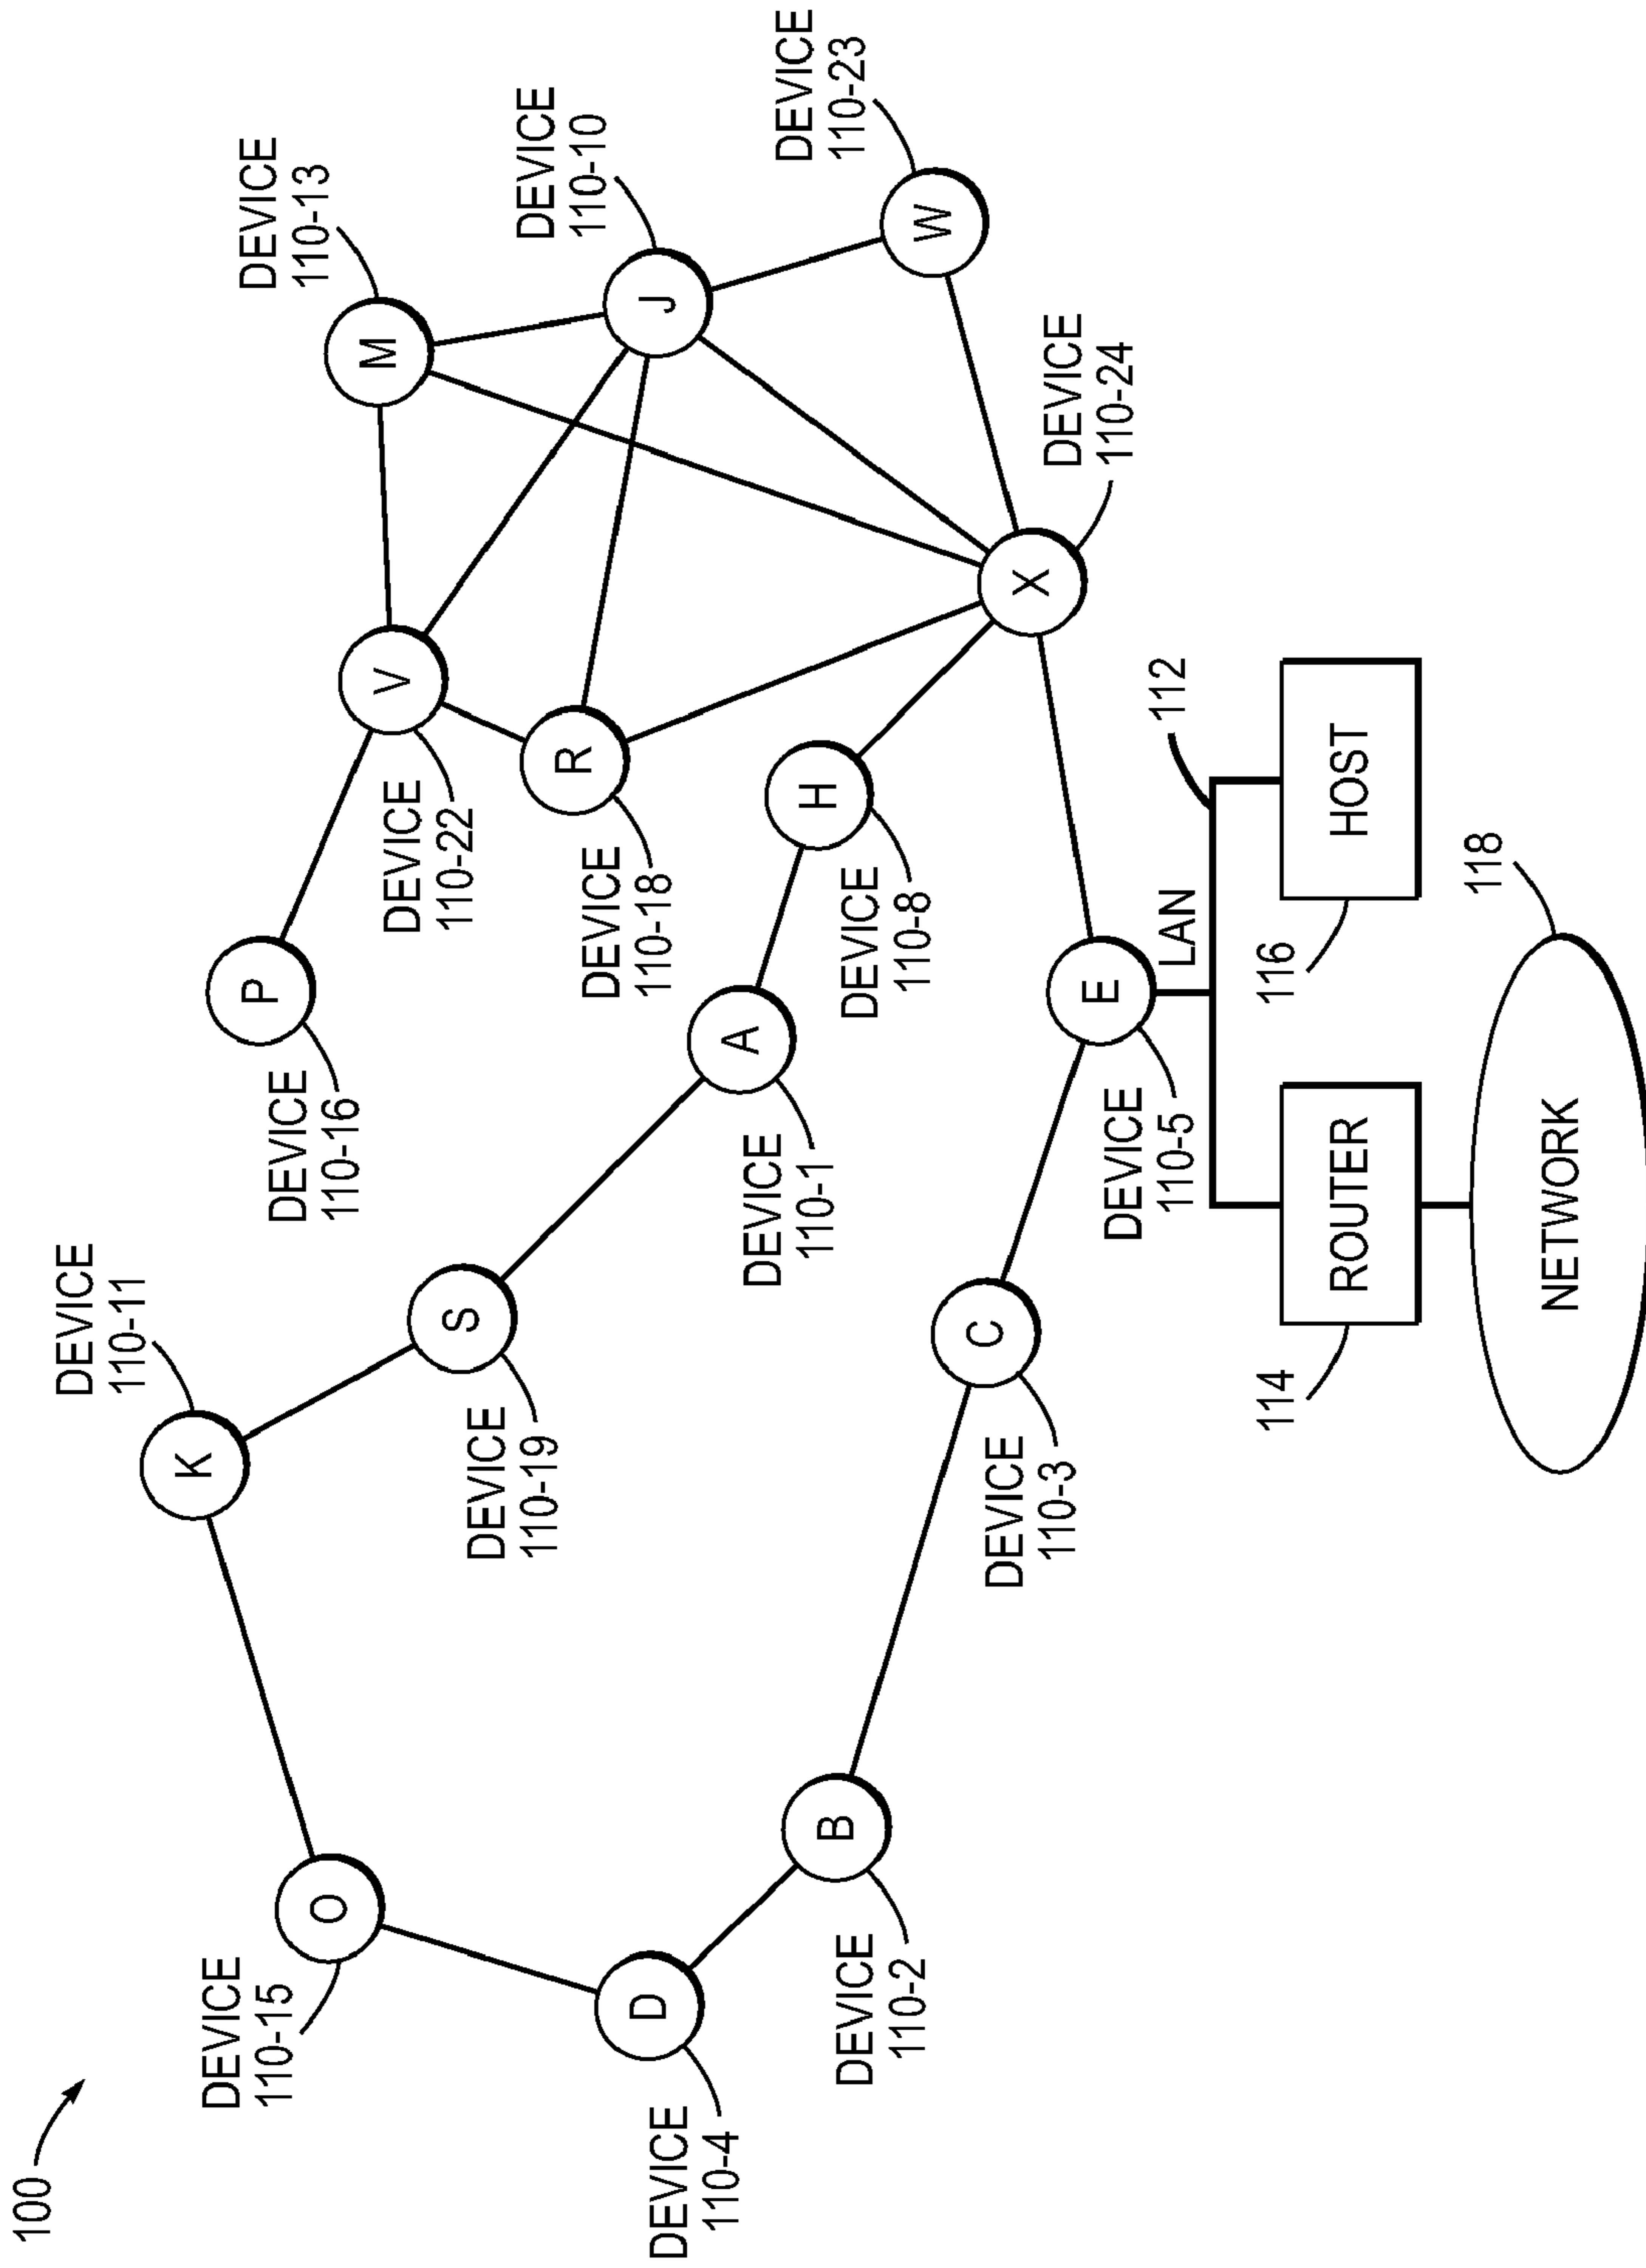 100
DEVICE
110-11
K
DEVICE
110-15
DEVICE
110-13
P
DEVICE
110-16
O
M
V
DEVICE
110-22
S
DEVICE
110-19
DEVICE
110-10
R
DEVICE
110-18
D
DEVICE
110-4
J
A
DEVICE
110-1
DEVICE
110-23
H
DEVICE
110-8
B
DEVICE
110-2
W
C
DEVICE
110-3
X
DEVICE
110-24
E
DEVICE
110-5
LAN
112
114
ROUTER
116
HOST
118
NETWORK